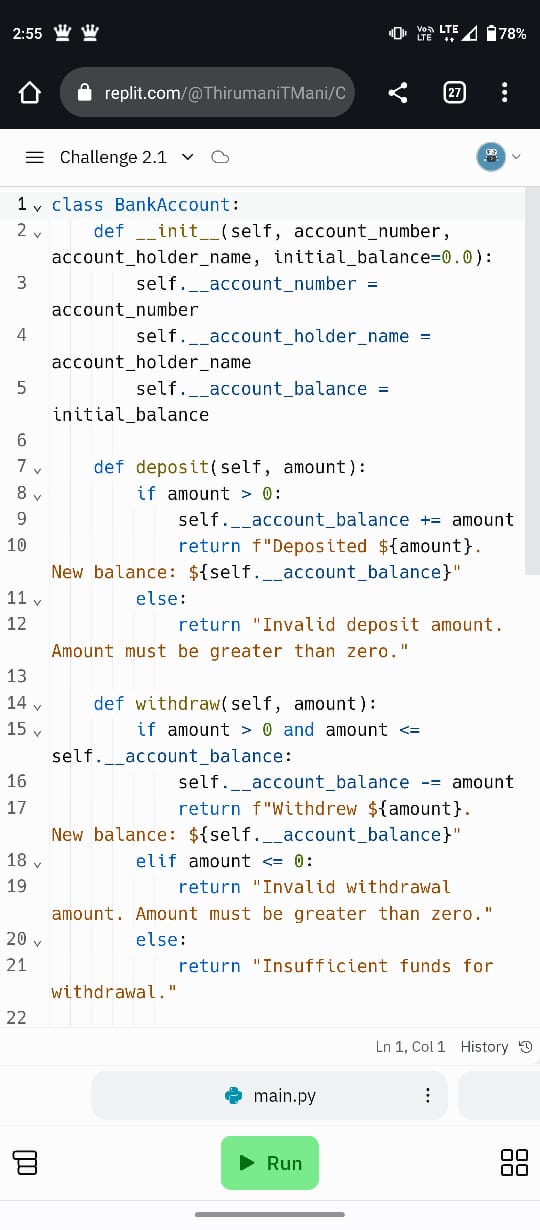 2:55
Vo)) LTE LTE 78%
replit.com/@ThirumaniTMani/C
27
Challenge 2.1
1 class BankAccount:
2     def __init__(self, account_number,
account_holder_name, initial_balance=0.0):
3         self.__account_number =
account_number
4         self.__account_holder_name =
account_holder_name
5         self.__account_balance =
initial_balance
6
7     def deposit(self, amount):
8         if amount > 0:
9             self.__account_balance += amount
10             return f"Deposited ${amount}.
New balance: ${self.__account_balance}"
11         else:
12             return "Invalid deposit amount.
Amount must be greater than zero."
13
14     def withdraw(self, amount):
15         if amount > 0 and amount <=
self.__account_balance:
16             self.__account_balance -= amount
17             return f"Withdrew ${amount}.
New balance: ${self.__account_balance}"
18         elif amount <= 0:
19             return "Invalid withdrawal
amount. Amount must be greater than zero."
20         else:
21             return "Insufficient funds for
withdrawal."
22
Ln 1, Col 1 History
main.py
Run